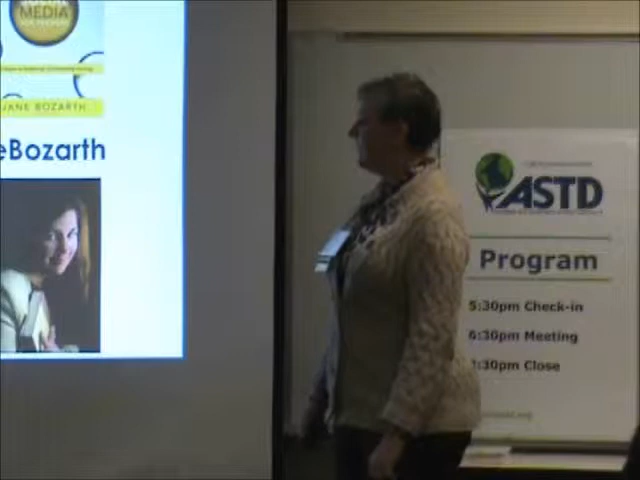 MEDIA
JANE BOZARTH
eBozarth
ASTD
Program
5:30pm Check-in
6:30pm Meeting
:30pm Close